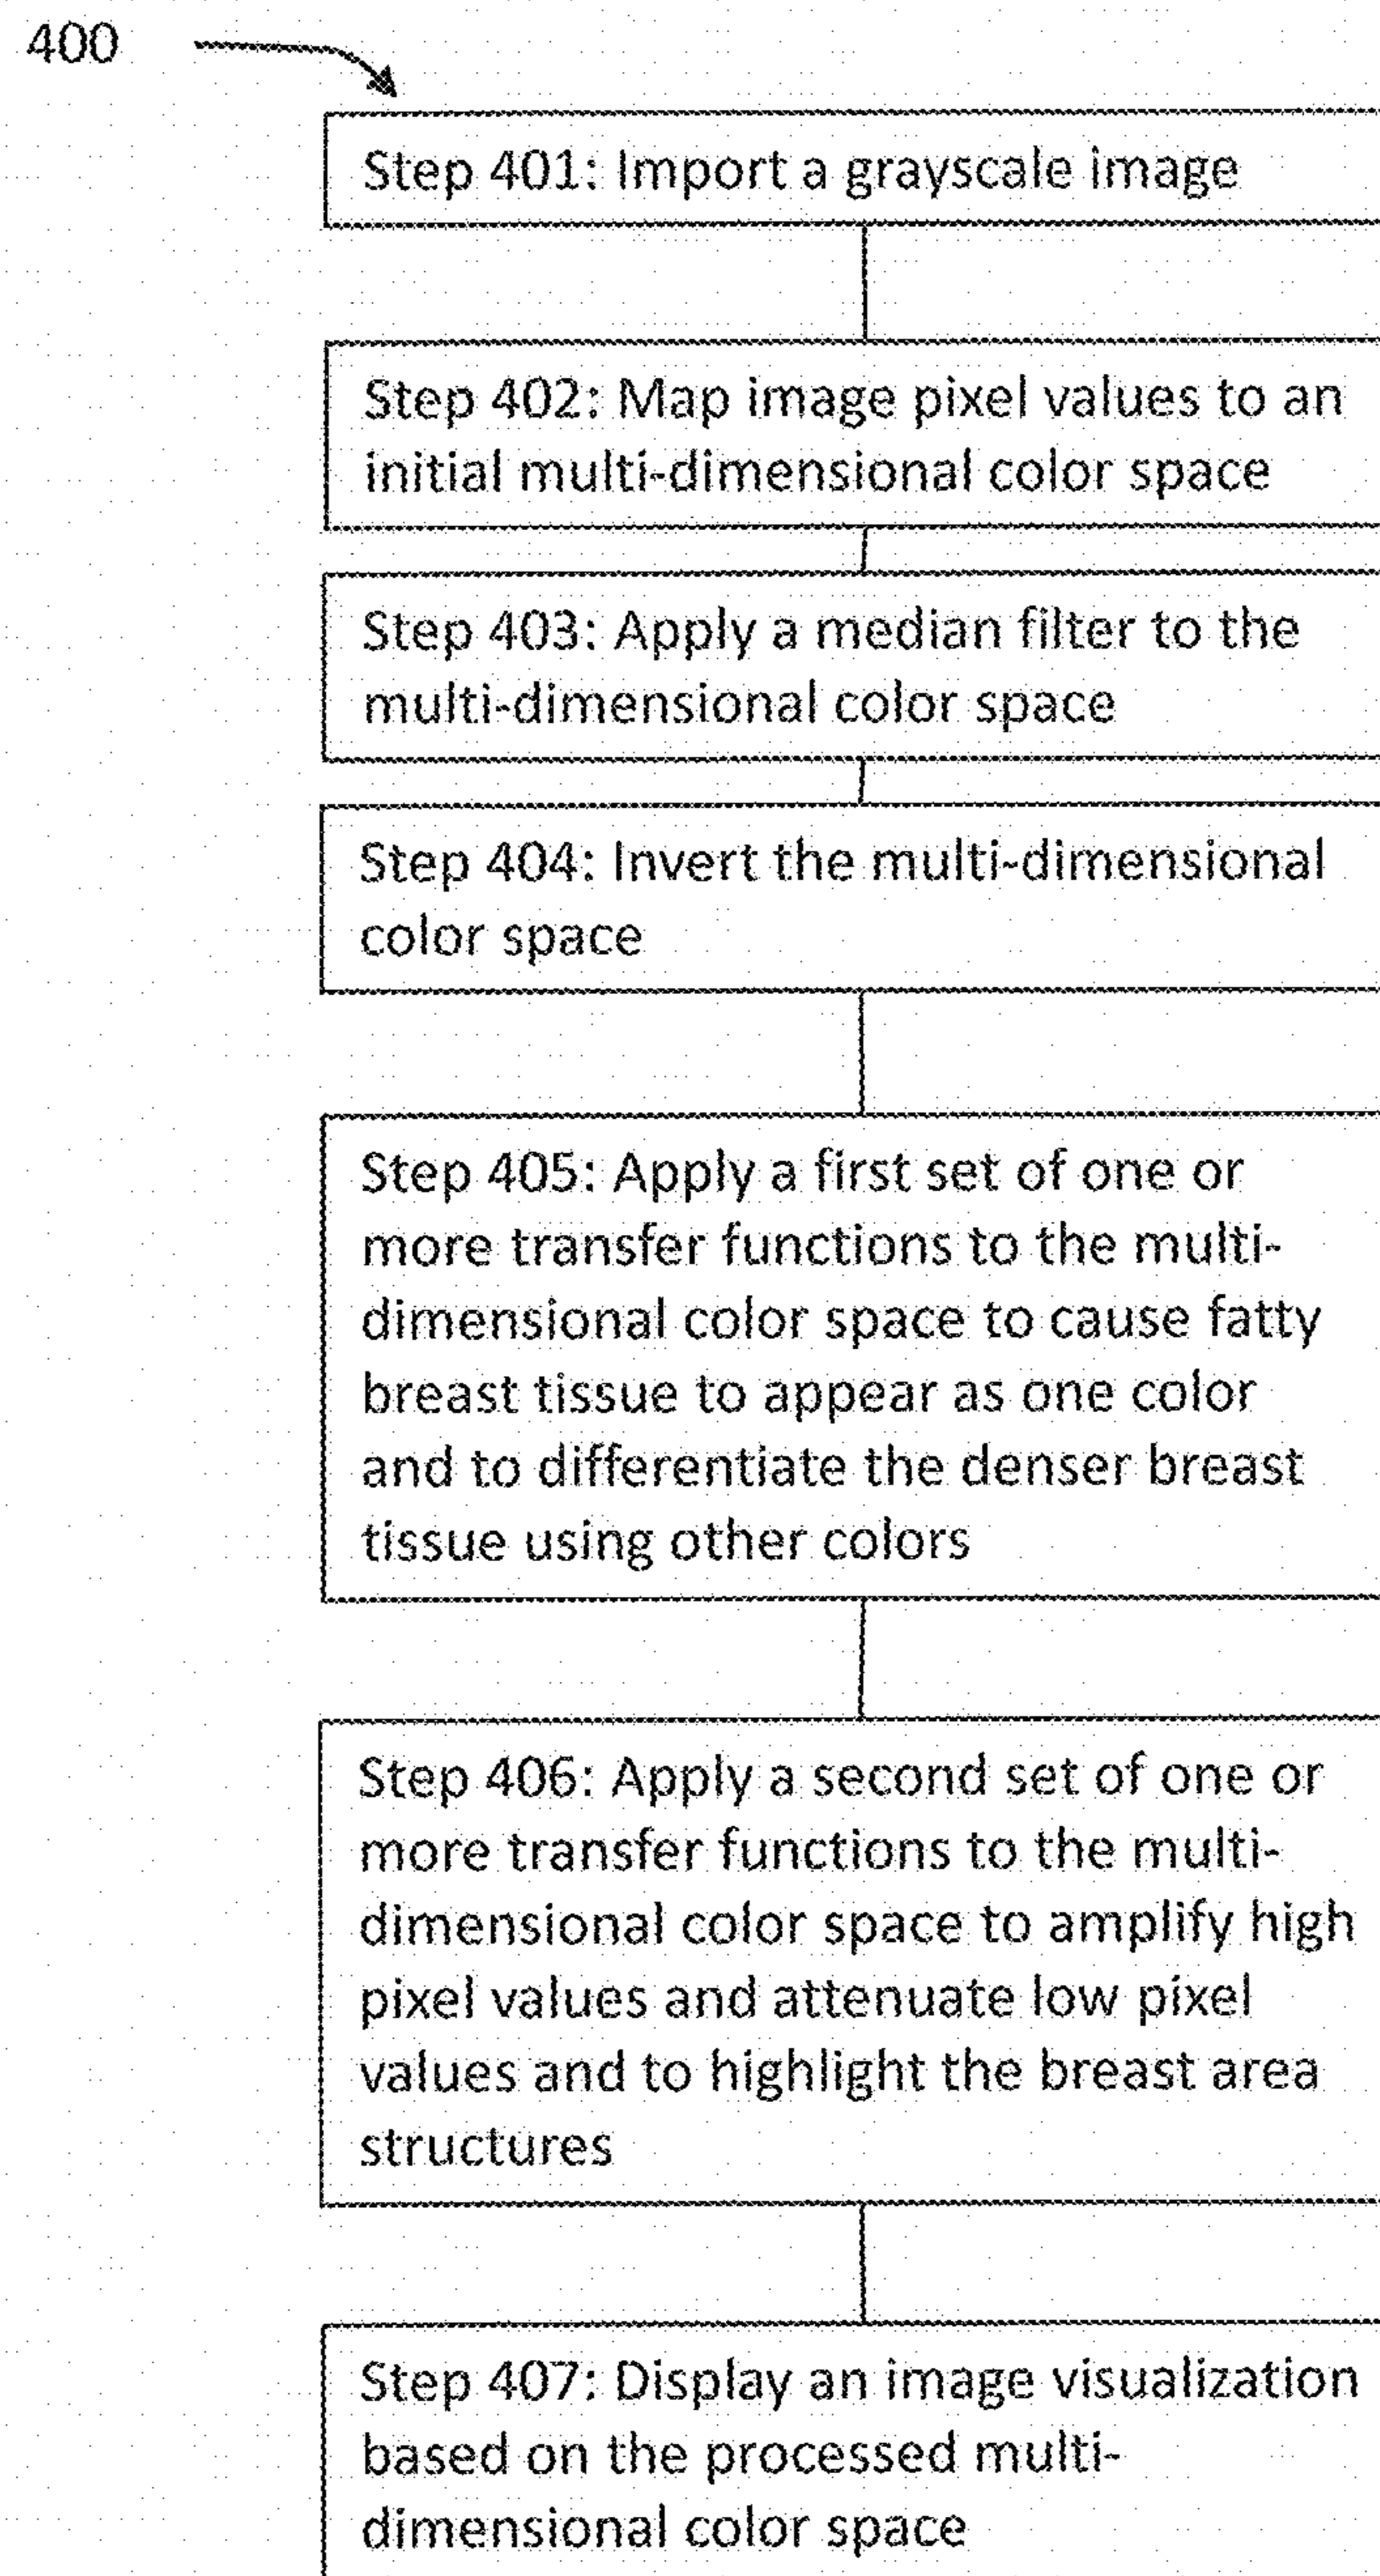 400
Step 401: Import a grayscale image
Step 402: Map image pixel values to an
initial multi-dimensional color space
Step 403: Apply a median filter to the
multi-dimensional color space
Step 404: Invert the multi-dimensional
color space
Step 405: Apply a first set of one or
more transfer functions to the multi-
dimensional color space to cause fatty
breast tissue to appear as one color
and to differentiate the denser breast
tissue using other colors
Step 406: Apply a second set of one or
more transfer functions to the multi-
dimensional color space to amplify high
pixel values and attenuate low pixel
values and to highlight the breast area
structures
Step 407: Display an image visualization
based on the processed multi-
dimensional color space